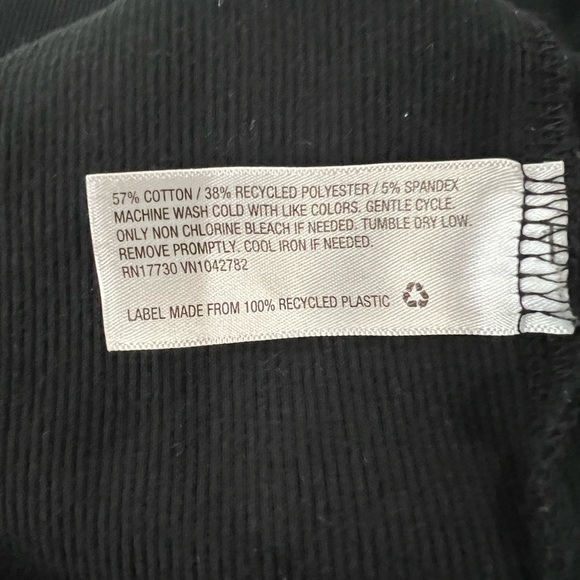 57% COTTON / 38% RECYCLED POLYESTER / 5% SPANDEX
MACHINE WASH COLD WITH LIKE COLORS. GENTLE CYCLE.
ONLY NON CHLORINE BLEACH IF NEEDED. TUMBLE DRY LOW.
REMOVE PROMPTLY. COOL IRON IF NEEDED.
RN17730 VN1042782
LABEL MADE FROM 100% RECYCLED PLASTIC